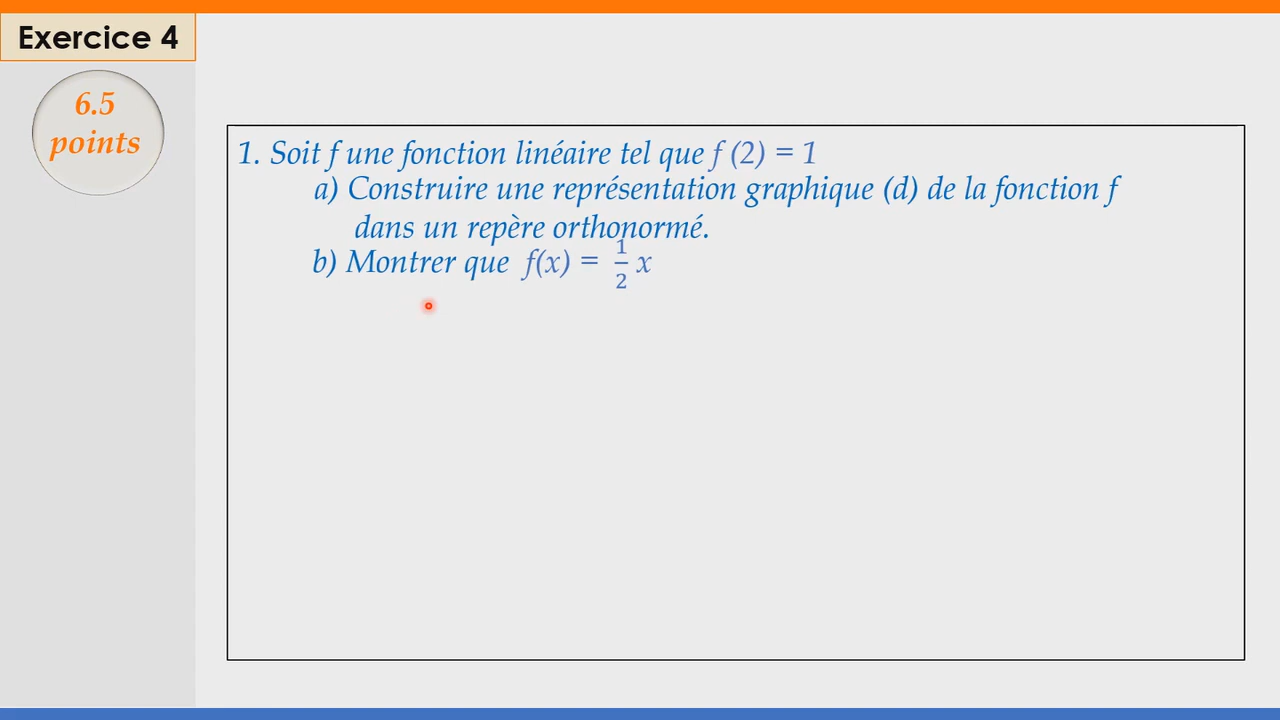 Exercice 4
6.5
points
1. Soit f une fonction linéaire tel que f (2) = 1
a) Construire une représentation graphique (d) de la fonction f
dans un repère orthonormé.
b) Montrer que f(x) = 1/2 x